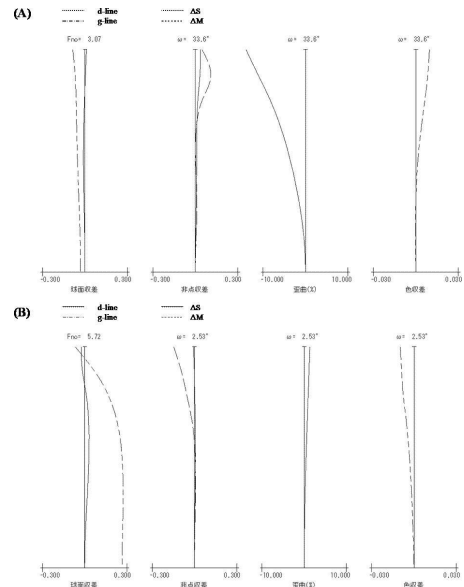 (A)
d-line ΔS
g-line ΔM
Fno= 3.07 ω= 33.6° ω= 33.6° ω= 33.6°
-0.300 0.300 -0.300 0.300 -10.000 10.000 -0.030 0.030
球面収差 非点収差 歪曲(%) 色収差
(B)
d-line ΔS
g-line ΔM
Fno= 5.72 ω= 2.53° ω= 2.53° ω= 2.53°
-0.300 0.300 -0.300 0.300 -10.000 10.000 -0.030 0.030
球面収差 非点収差 歪曲(%) 色収差